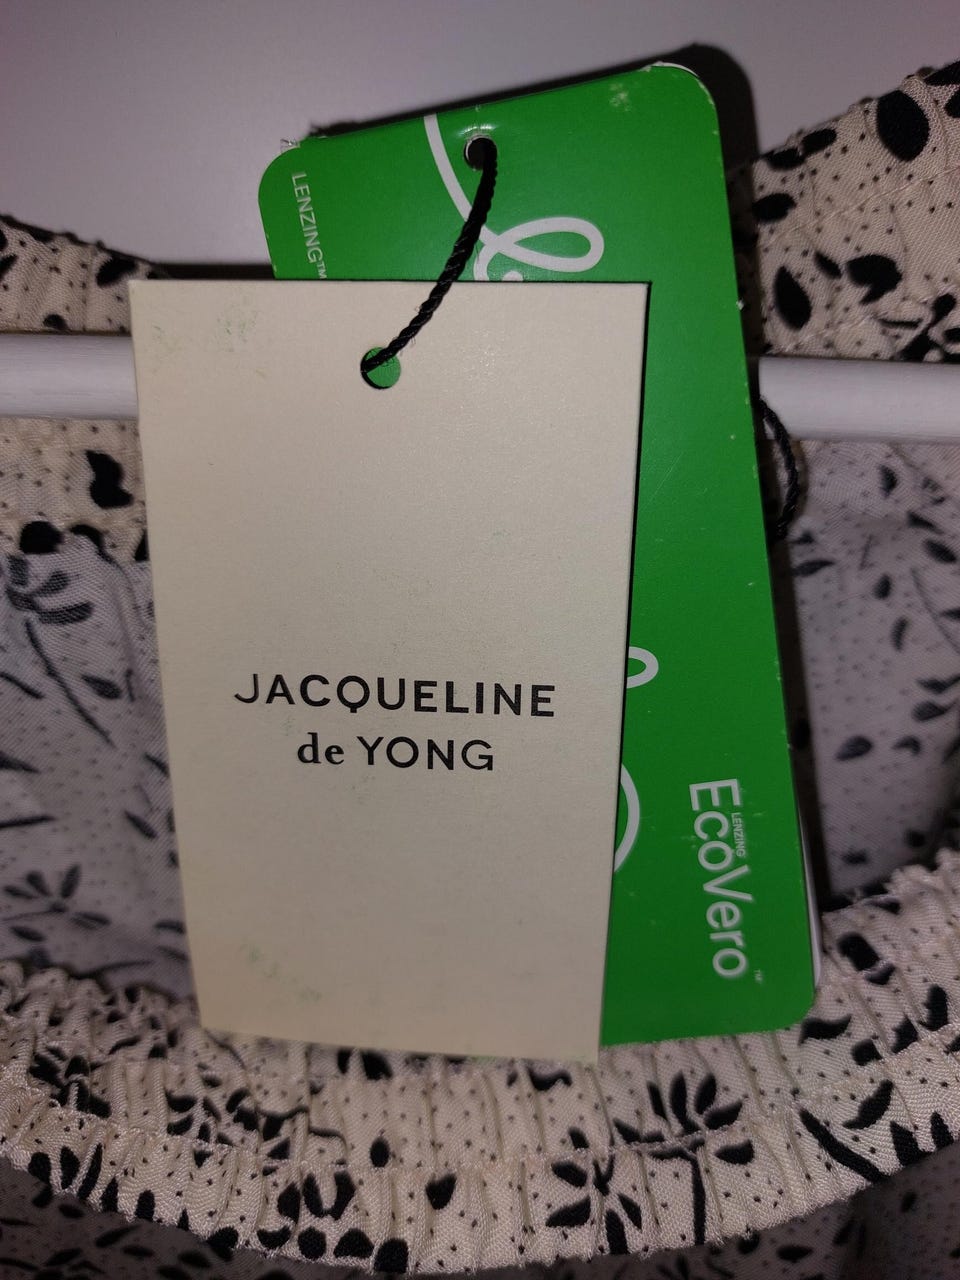 LENZING™
JACQUELINE
de YONG
LENZING
EcoVero™